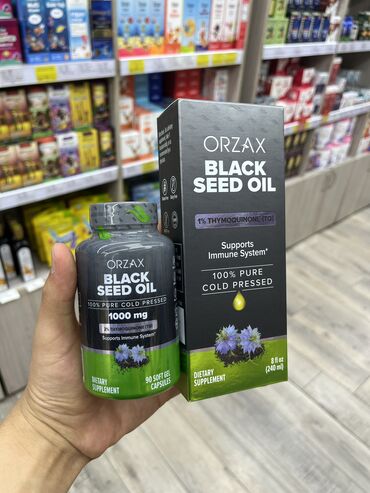 ORZAX
BLACK
SEED OIL
1% THYMOQUINONE (TQ)
Supports
Immune System*
100% PURE
COLD PRESSED
8 fl oz
(240 ml)
DIETARY
SUPPLEMENT
ORZAX
BLACK
SEED OIL
100% PURE COLD PRESSED
1000 mg
2% THYMOQUINONE (TQ)
Supports Immune System*
DIETARY
SUPPLEMENT
90 SOFT GEL
CAPSULES